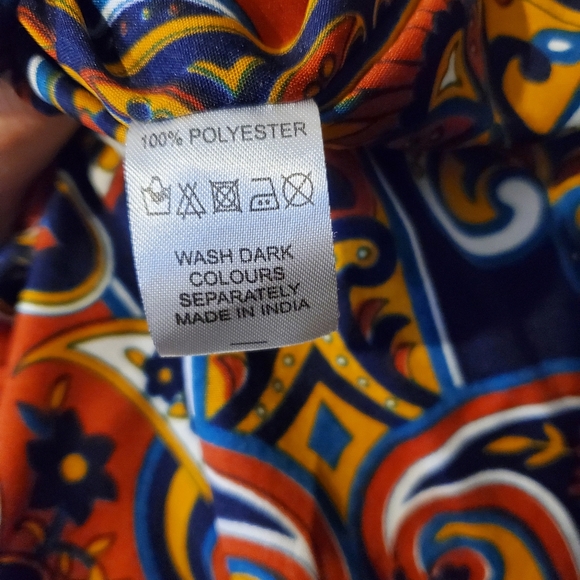 100% POLYESTER
WASH DARK
COLOURS
SEPARATELY
MADE IN INDIA